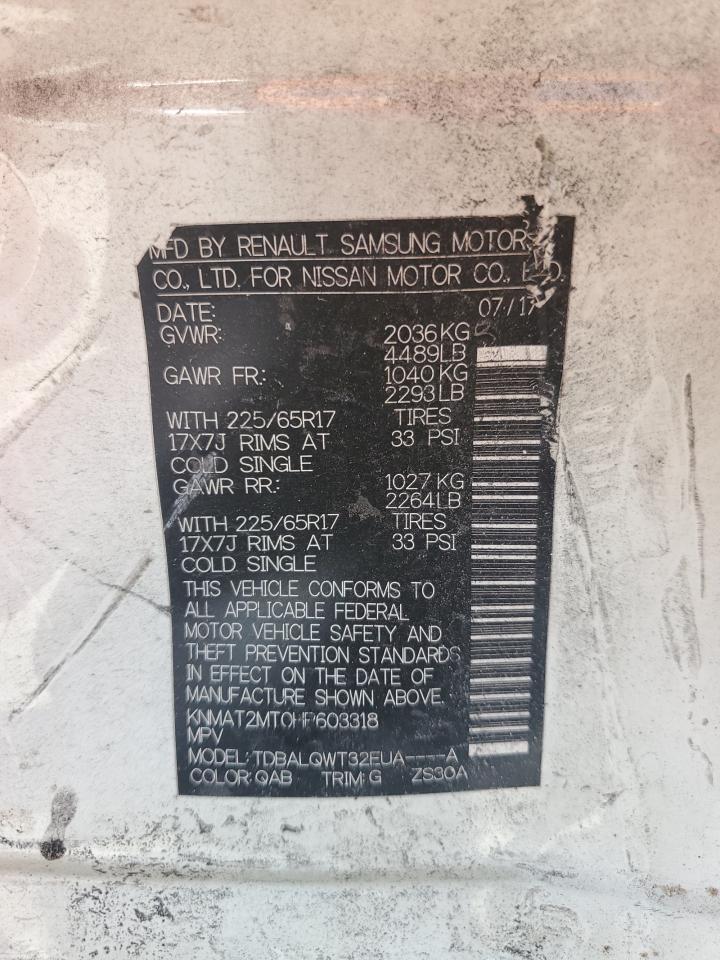 MFD BY RENAULT SAMSUNG MOTORS
CO., LTD. FOR NISSAN MOTOR CO., LTD.
DATE: 07/17
GVWR: 2036KG
4489LB
GAWR FR: 1040KG
2293LB
WITH 225/65R17 TIRES
17X7J RIMS AT 33 PSI
COLD SINGLE
GAWR RR: 1027KG
2264LB
WITH 225/65R17 TIRES
17X7J RIMS AT 33 PSI
COLD SINGLE
THIS VEHICLE CONFORMS TO
ALL APPLICABLE FEDERAL
MOTOR VEHICLE SAFETY AND
THEFT PREVENTION STANDARDS
IN EFFECT ON THE DATE OF
MANUFACTURE SHOWN ABOVE.
KNMAT2MT0HP603318
MPV
MODEL: TDBALQWT32EUA----A
COLOR:QAB TRIM:G ZS30A